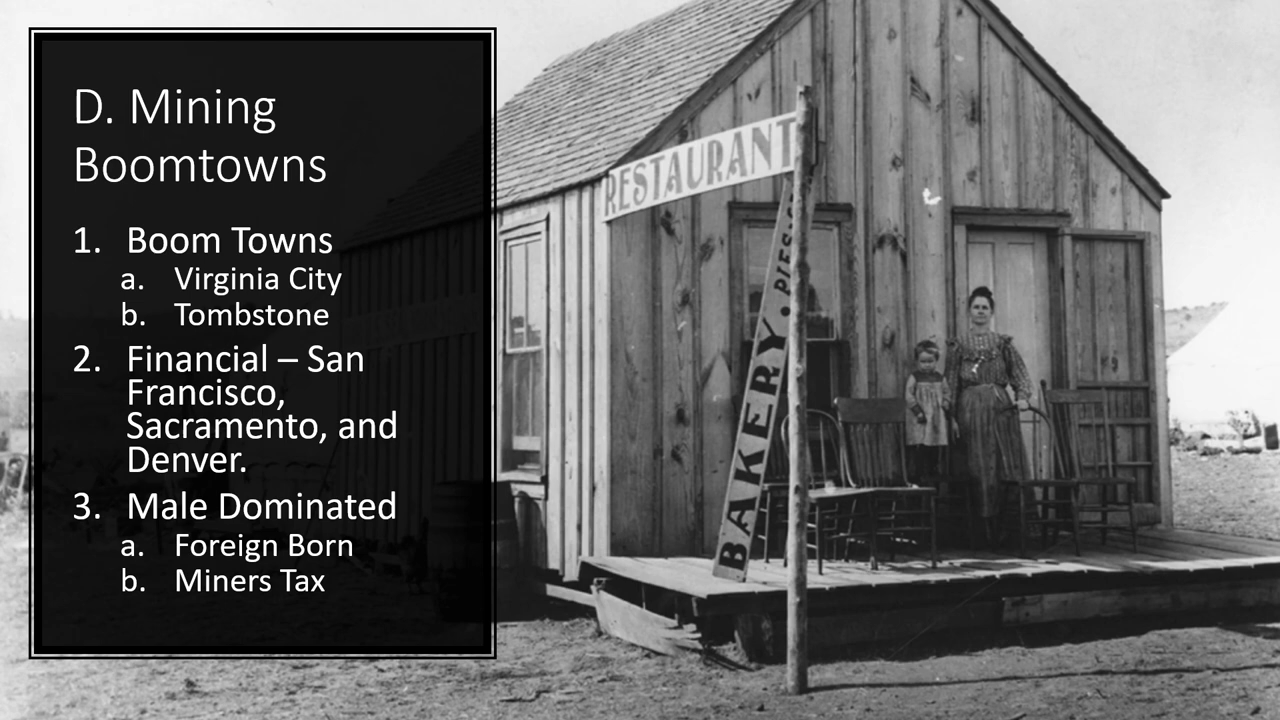 D. Mining
Boomtowns
1. Boom Towns
a. Virginia City
b. Tombstone
2. Financial – San
Francisco,
Sacramento, and
Denver.
3. Male Dominated
a. Foreign Born
b. Miners Tax
RESTAURANT
BAKERY • PIES •